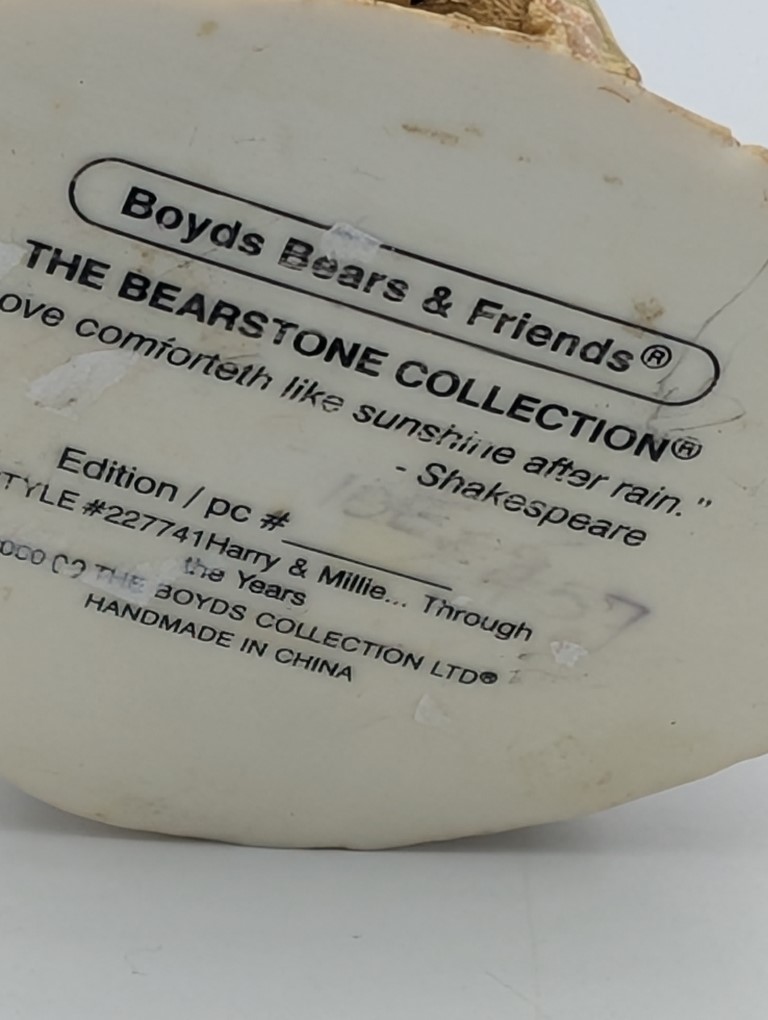 Boyds Bears & Friends®
THE BEARSTONE COLLECTION®
ove comforteth like sunshine after rain."
- Shakespeare
Edition / pc #
TYLE #227741Harry & Millie... Through
the Years
THE BOYDS COLLECTION LTD®
HANDMADE IN CHINA